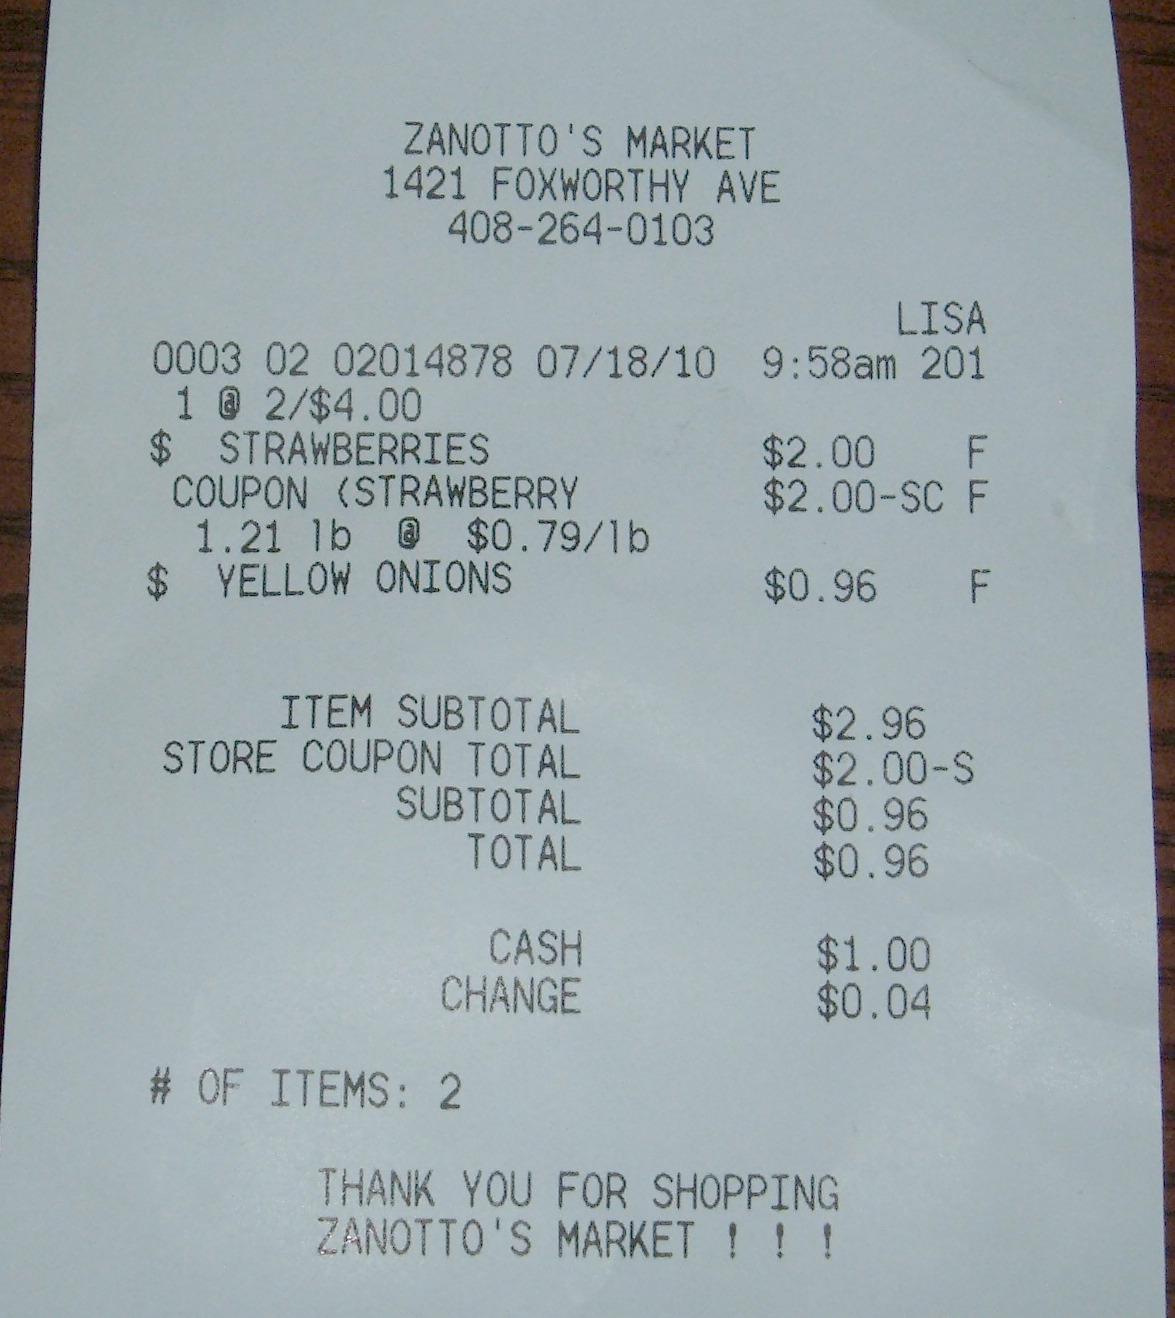 ZANOTTO'S MARKET
1421 FOXWORTHY AVE
408-264-0103
LISA
0003 02 02014878 07/18/10 9:58am 201
1 @ 2/$4.00
$ STRAWBERRIES $2.00 F
COUPON (STRAWBERRY $2.00-SC F
1.21 lb @ $0.79/lb
$ YELLOW ONIONS $0.96 F
ITEM SUBTOTAL $2.96
STORE COUPON TOTAL $2.00-S
SUBTOTAL $0.96
TOTAL $0.96
CASH $1.00
CHANGE $0.04
# OF ITEMS: 2
THANK YOU FOR SHOPPING
ZANOTTO'S MARKET ! ! !